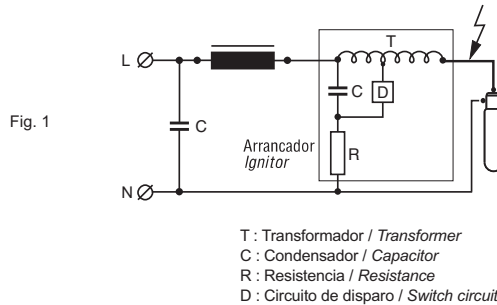 T
L
C
D
C
Fig. 1
Arrancador
Ignitor
R
N
T : Transformador / Transformer
C : Condensador / Capacitor
R : Resistencia / Resistance
D : Circuito de disparo / Switch circuit